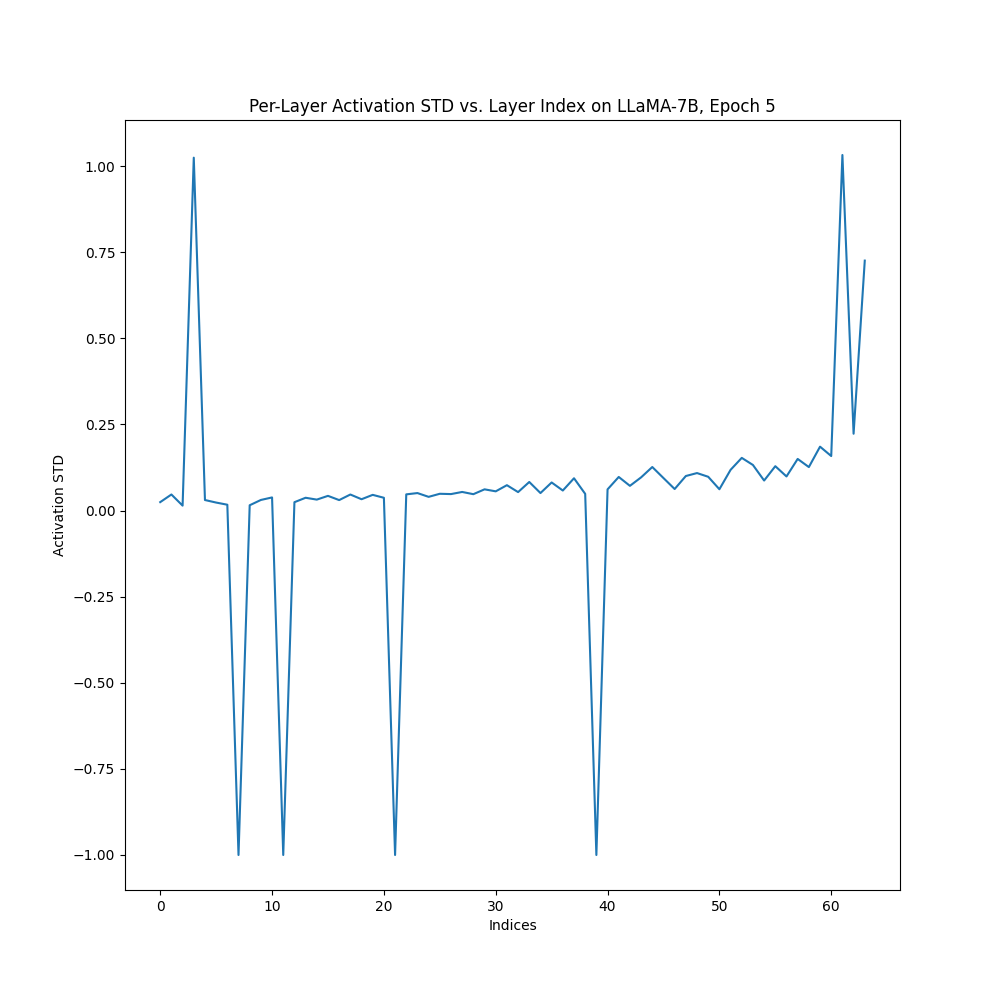 Per-Layer Activation STD vs. Layer Index on LLaMA-7B, Epoch 5
1.00
0.75
0.50
0.25
0.00
−0.25
−0.50
−0.75
−1.00
Activation STD
0 10 20 30 40 50 60
Indices